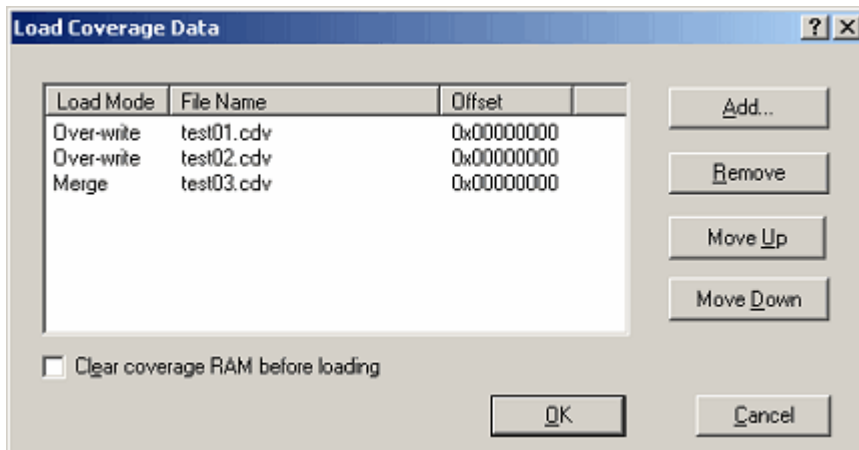 Load Coverage Data
Load Mode File Name Offset
Over-write test01.cdv 0x00000000
Over-write test02.cdv 0x00000000
Merge test03.cdv 0x00000000
Add...
Remove
Move Up
Move Down
Clear coverage RAM before loading
OK Cancel